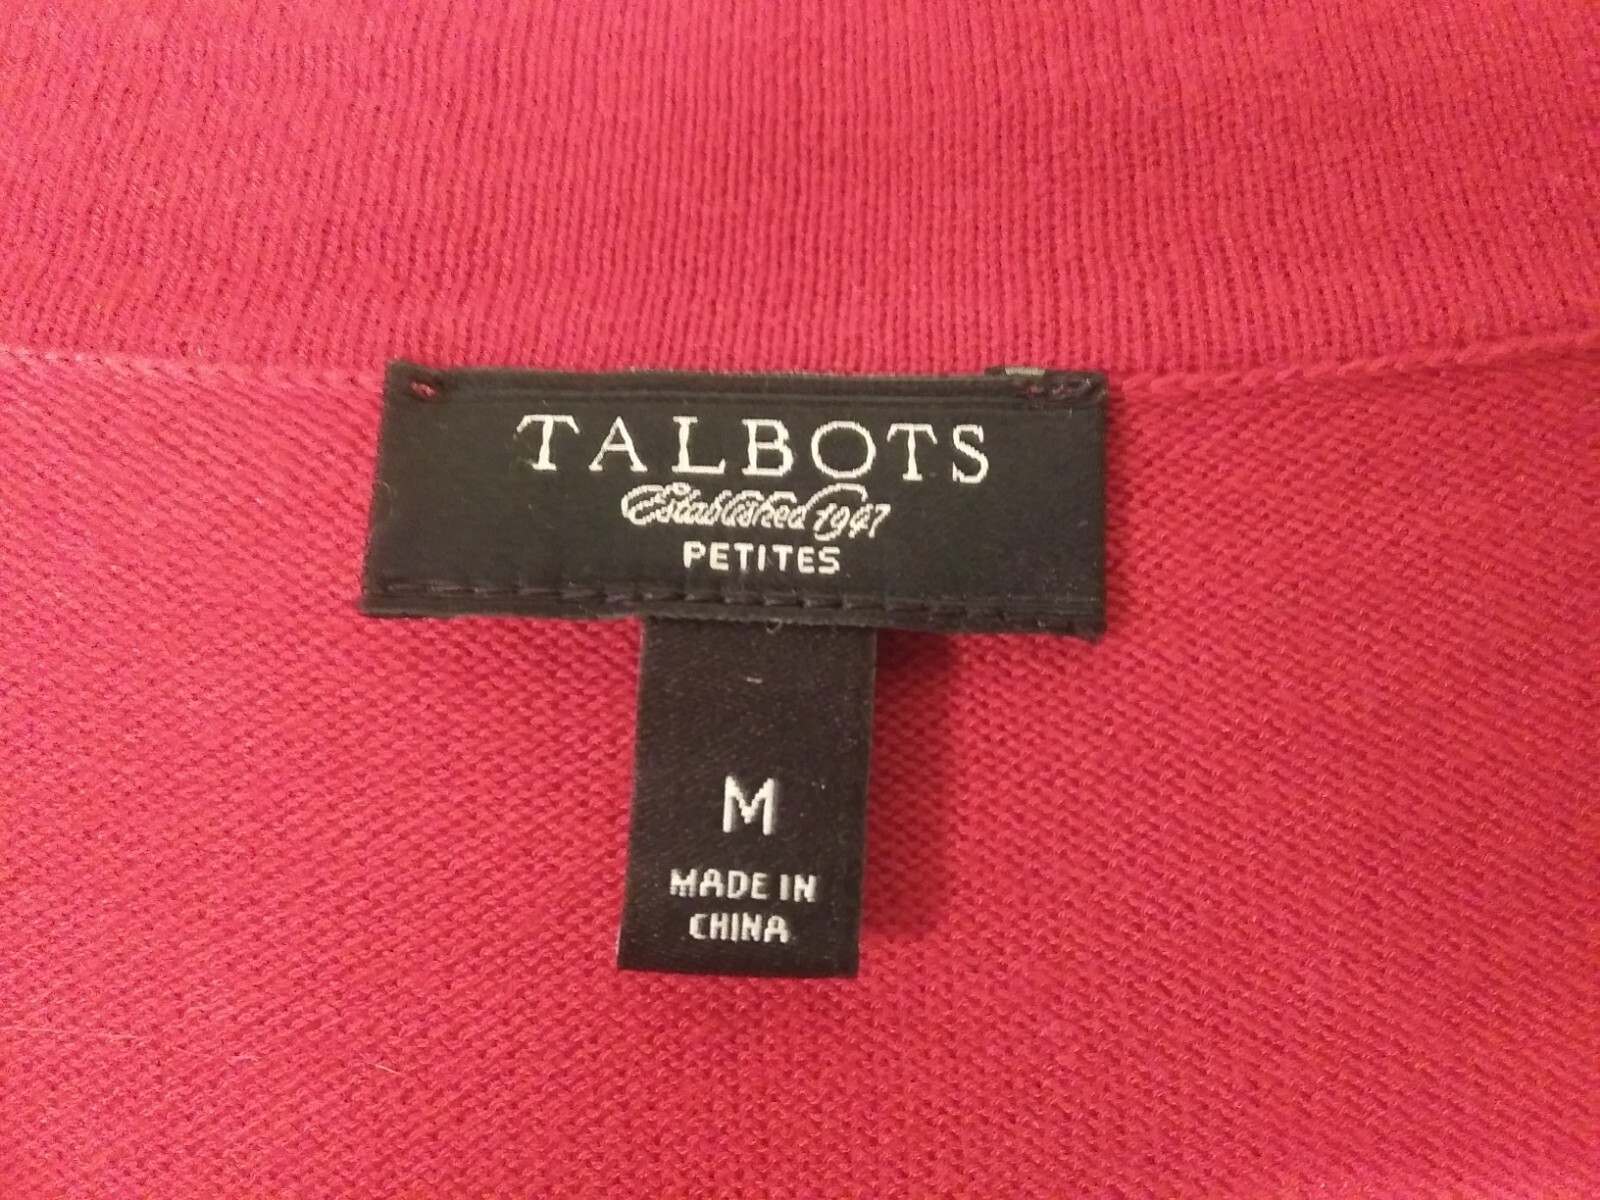 TALBOTS
Established 1947
PETITES
M
MADE IN
CHINA